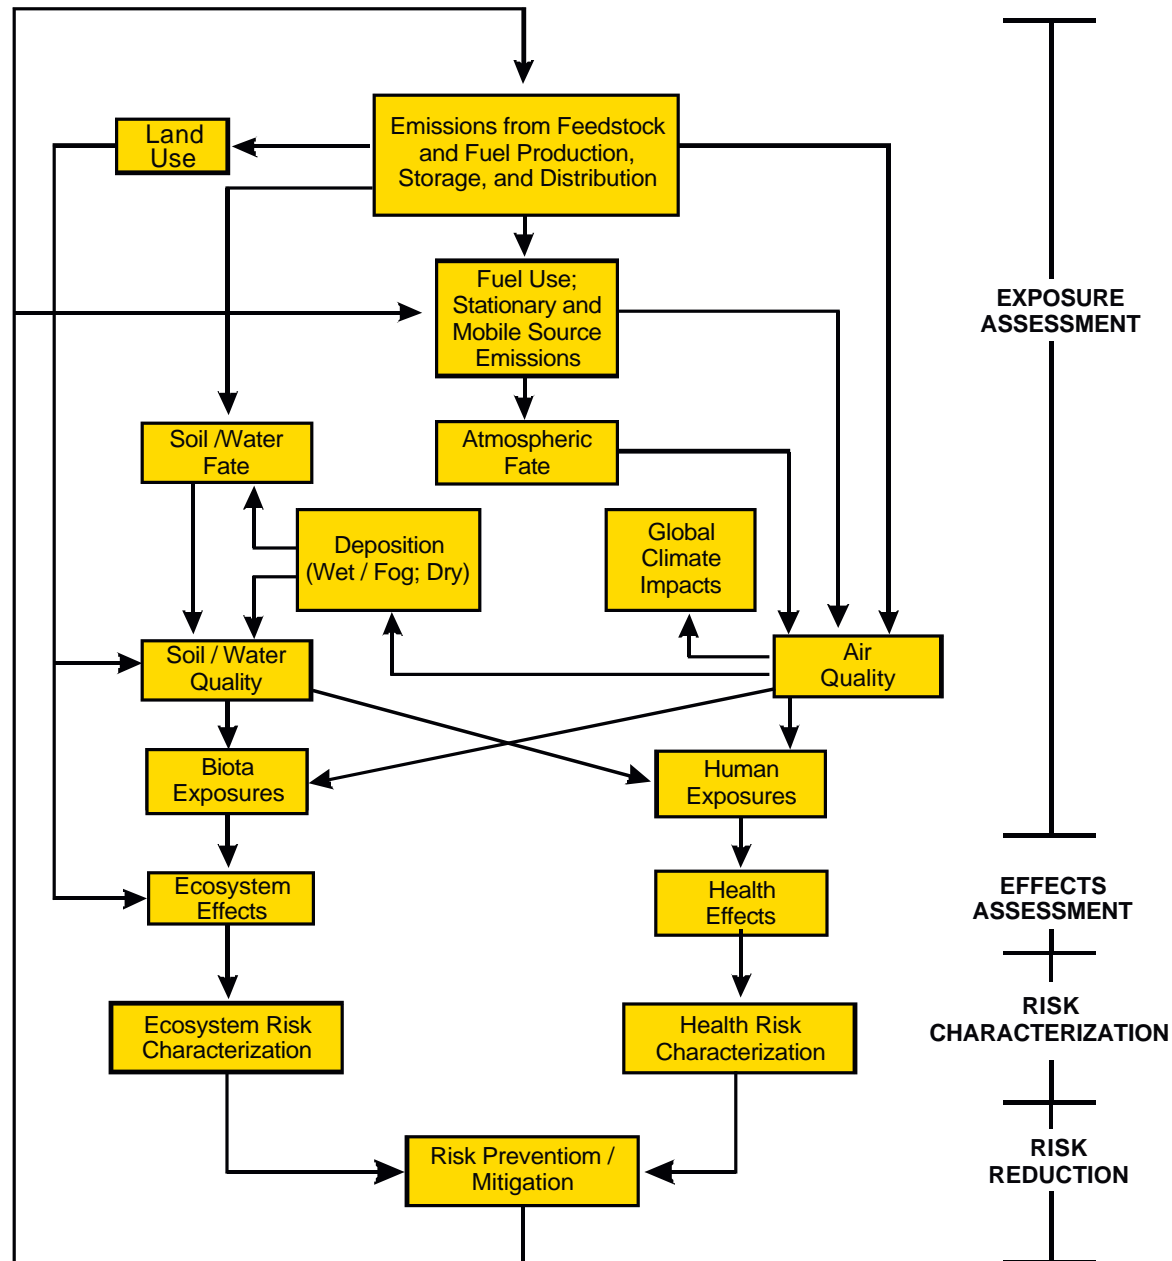 Land
Use
Emissions from Feedstock
and Fuel Production,
Storage, and Distribution
Fuel Use;
Stationary and
Mobile Source
Emissions
EXPOSURE
ASSESSMENT
Soil /Water
Fate
Atmospheric
Fate
Deposition
(Wet / Fog; Dry)
Global
Climate
Impacts
Soil / Water
Quality
Air
Quality
Biota
Exposures
Human
Exposures
Ecosystem
Effects
Health
Effects
EFFECTS
ASSESSMENT
Ecosystem Risk
Characterization
Health Risk
Characterization
RISK
CHARACTERIZATION
Risk Preventiom /
Mitigation
RISK
REDUCTION